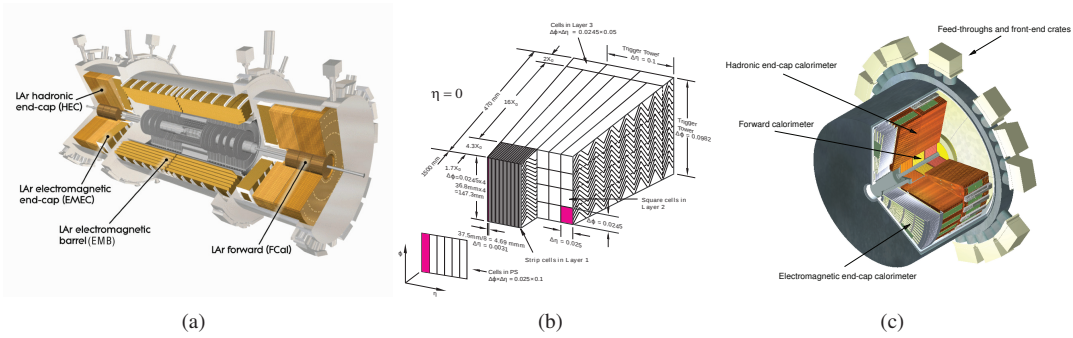 LAr hadronic
end-cap (HEC)
LAr electromagnetic
end-cap (EMEC)
LAr electromagnetic
barrel (EMB)
LAr forward (FCal)
(a)
Cells in Layer 3
Δϕ×Δη = 0.0245×0.05
Trigger Tower
Δη = 0.1
2X₀
η = 0
470 mm
16X₀
Trigger
Tower
Δϕ = 0.0982
1500 mm
4.3X₀
1.7X₀
Δϕ=0.0245×4
36.8mm×4
=147.3mm
Square cells in
Layer 2
Δϕ = 0.0245
37.5mm/8 = 4.69 mmm
Δη = 0.0031
Δη = 0.025
Strip cells in Layer 1
ϕ
Cells in PS
Δϕ×Δη = 0.025×0.1
η
(b)
Feed-throughs and front-end crates
Hadronic end-cap calorimeter
Forward calorimeter
Electromagnetic end-cap calorimeter
(c)